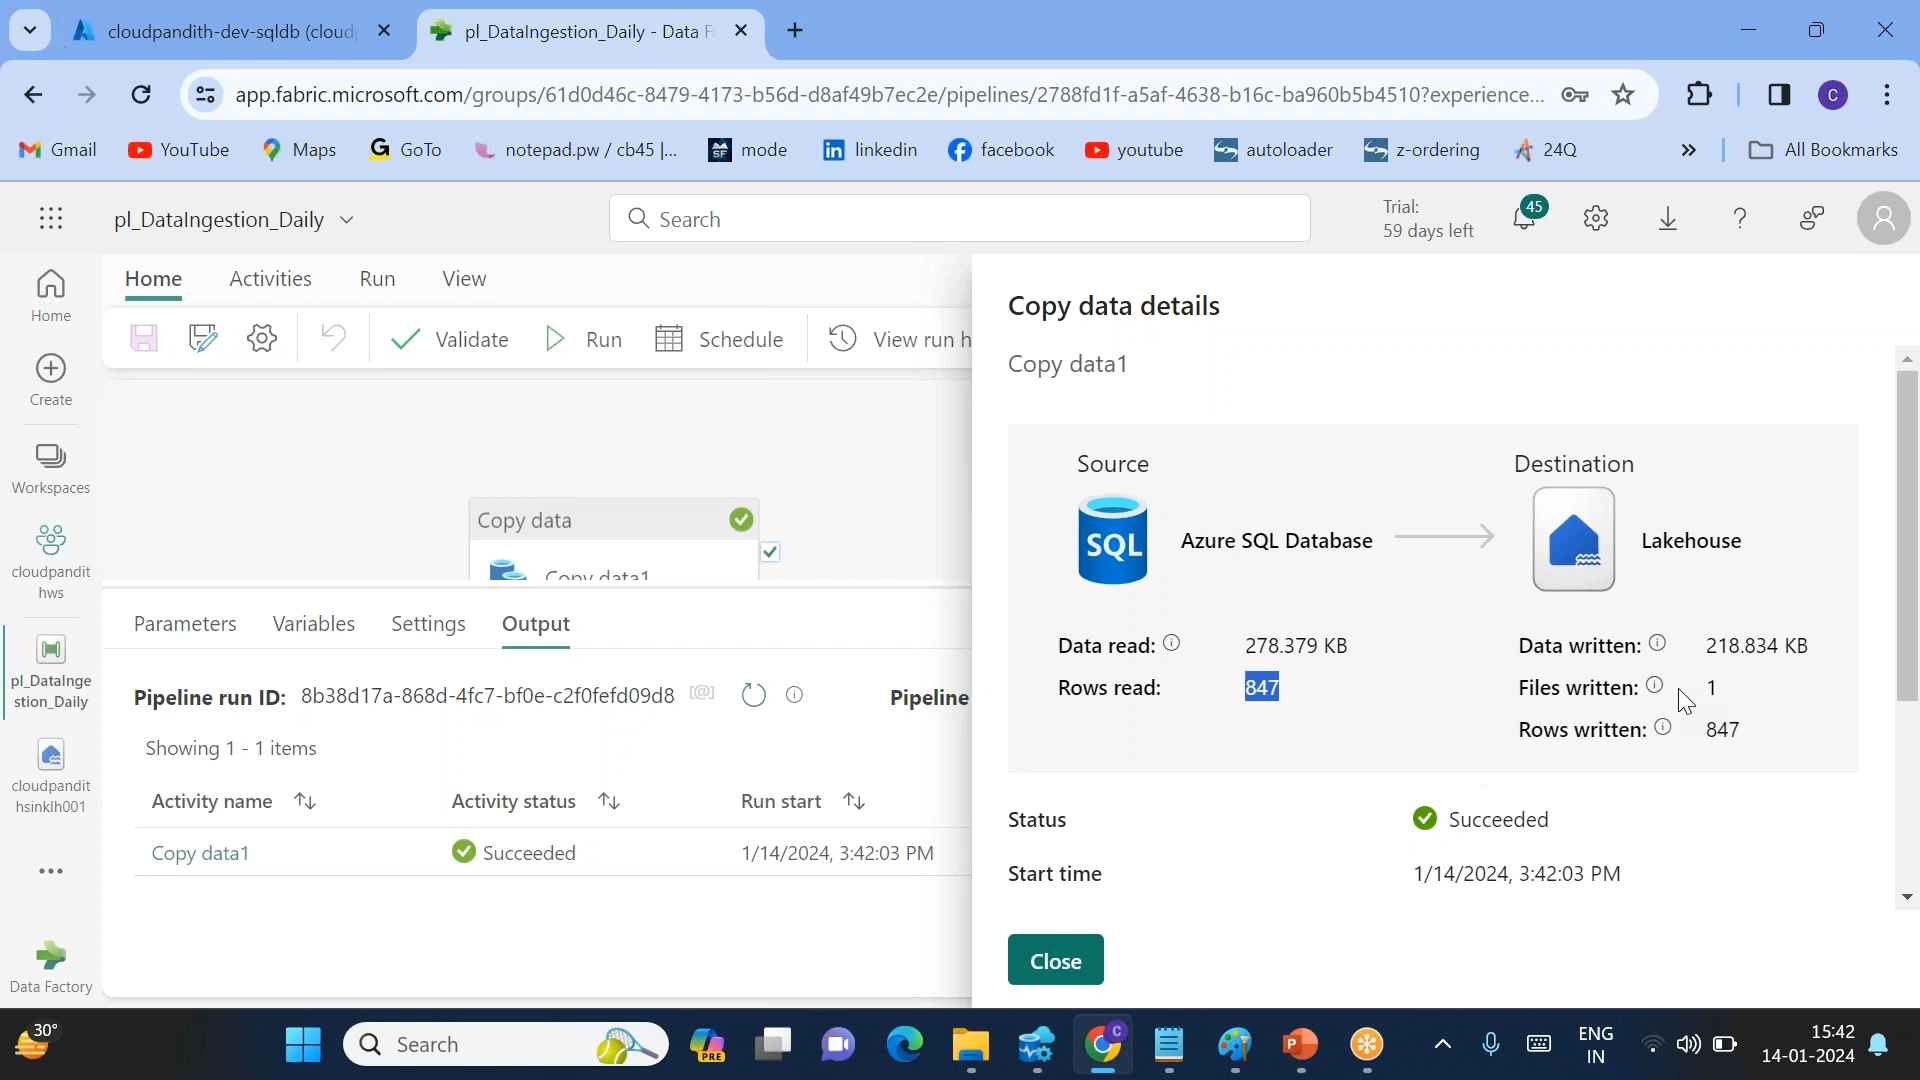 cloudpandith-dev-sqldb (cloud
pl_DataIngestion_Daily - Data F
app.fabric.microsoft.com/groups/61d0d46c-8479-4173-b56d-d8af49b7ec2e/pipelines/2788fd1f-a5af-4638-b16c-ba960b5b4510?experience...
C
Gmail
YouTube
Maps
GoTo
notepad.pw / cb45 |...
mode
linkedin
facebook
youtube
autoloader
z-ordering
24Q
All Bookmarks
pl_DataIngestion_Daily
Search
Trial:
59 days left
45
Home
Create
Workspaces
cloudpandit
hws
pl_DataInge
stion_Daily
cloudpandit
hsinklh001
Data Factory
Home
Activities
Run
View
Validate
Run
Schedule
View run h
Copy data
Copy data1
Parameters
Variables
Settings
Output
Pipeline run ID: 8b38d17a-868d-4fc7-bf0e-c2f0fefd09d8
Pipeline
Showing 1 - 1 items
Activity name
Activity status
Run start
Copy data1
Succeeded
1/14/2024, 3:42:03 PM
Copy data details
Copy data1
Source
Destination
SQL
Azure SQL Database
Lakehouse
Data read: 278.379 KB
Rows read: 847
Data written: 218.834 KB
Files written: 1
Rows written: 847
Status
Succeeded
Start time
1/14/2024, 3:42:03 PM
Close
30°
Search
PRE
C
ENG
IN
15:42
14-01-2024